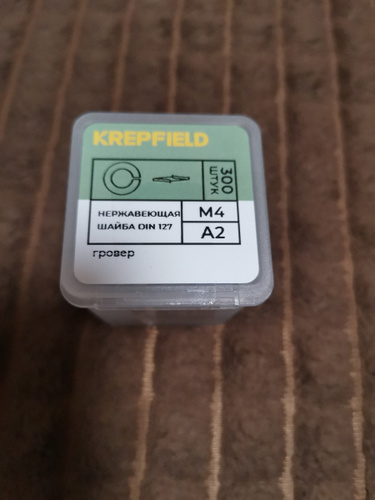 KREPFIELD
300
ШТУК
НЕРЖАВЕЮЩАЯ
ШАЙБА DIN 127
M4
A2
гровер